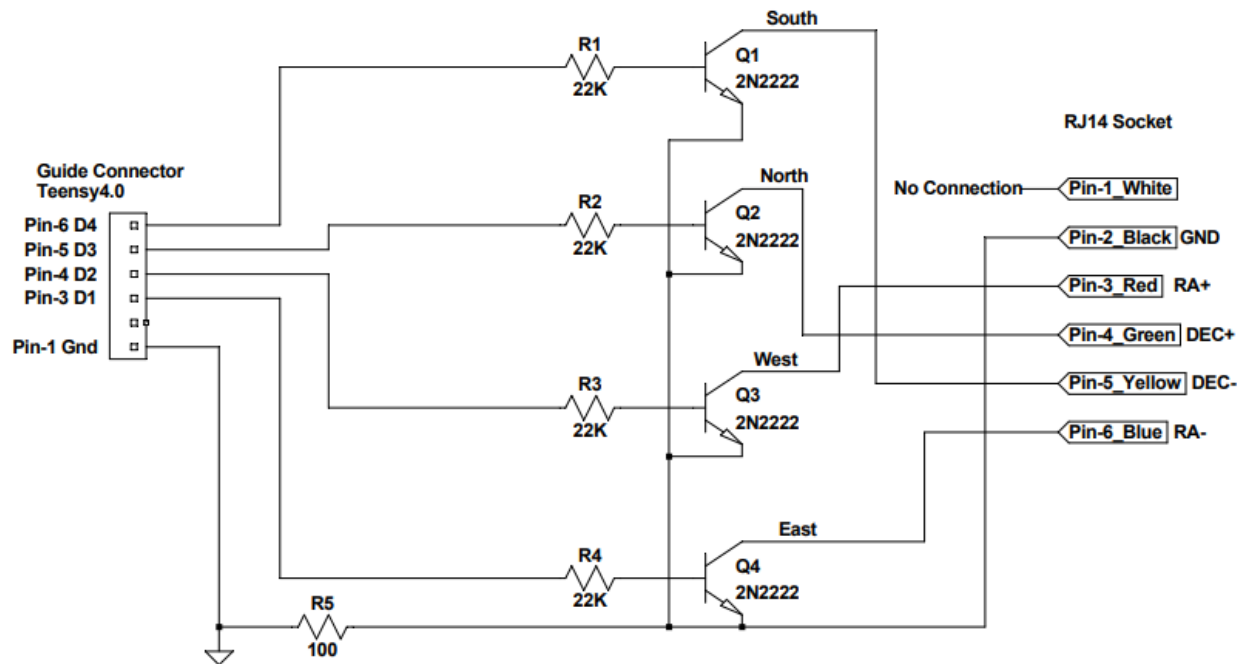 South
R1
Q1
22K
2N2222
RJ14 Socket
Guide Connector
Teensy4.0
North
No Connection
Pin-1_White
R2
Q2
Pin-6 D4
22K
2N2222
Pin-2_Black GND
Pin-5 D3
Pin-4 D2
Pin-3_Red RA+
Pin-3 D1
Pin-4_Green DEC+
Pin-1 Gnd
West
R3
Q3
Pin-5_Yellow DEC-
22K
2N2222
Pin-6_Blue RA-
East
R4
Q4
22K
2N2222
R5
100